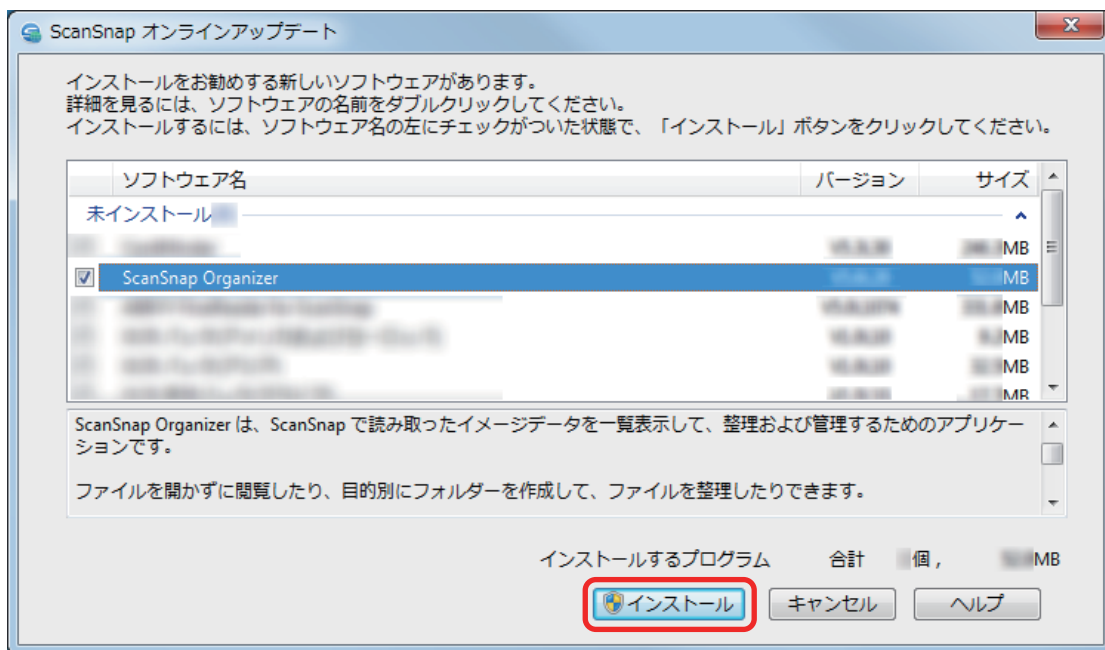 ScanSnap オンラインアップデート
インストールをお勧めする新しいソフトウェアがあります。
詳細を見るには、ソフトウェアの名前をダブルクリックしてください。
インストールするには、ソフトウェア名の左にチェックがついた状態で、「インストール」ボタンをクリックしてください。
ソフトウェア名 バージョン サイズ
未インストール
MB
ScanSnap Organizer MB
MB
MB
MB
MB
ScanSnap Organizer は、ScanSnap で読み取ったイメージデータを一覧表示して、整理および管理するためのアプリケー
ションです。
ファイルを開かずに閲覧したり、目的別にフォルダーを作成して、ファイルを整理したりできます。
インストールするプログラム 合計 個, MB
インストール キャンセル ヘルプ